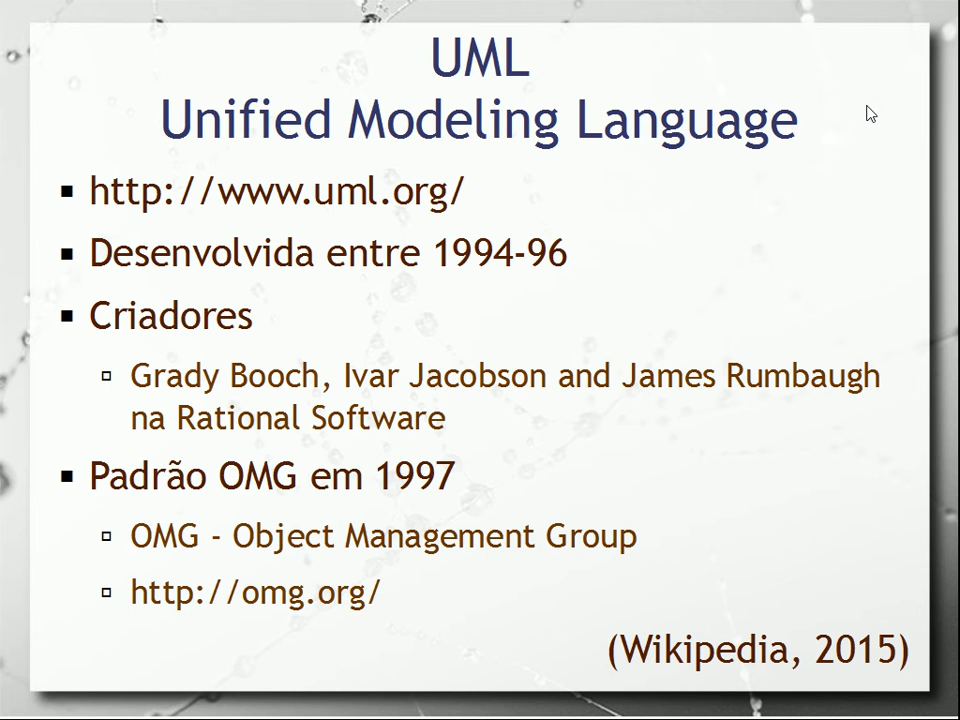 UML
Unified Modeling Language
http://www.uml.org/
Desenvolvida entre 1994-96
Criadores
Grady Booch, Ivar Jacobson and James Rumbaugh
na Rational Software
Padrão OMG em 1997
OMG - Object Management Group
http://omg.org/
(Wikipedia, 2015)